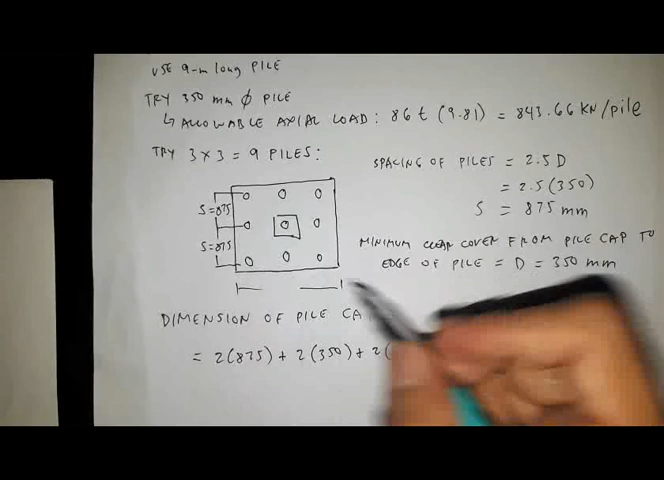 USE 9-m long PILE
TRY 350 mm Ø PILE
↳ ALLOWABLE AXIAL LOAD: 86 t (9.81) = 843.66 KN/pile
TRY 3 x 3 = 9 PILES:
SPACING OF PILES = 2.5 D
= 2.5 (350)
S = 875 mm
S=875
S=875
MINIMUM CLEAR COVER FROM PILE CAP TO
EDGE OF PILE = D = 350 mm
DIMENSION OF PILE
= 2(875) + 2(350) + 2(